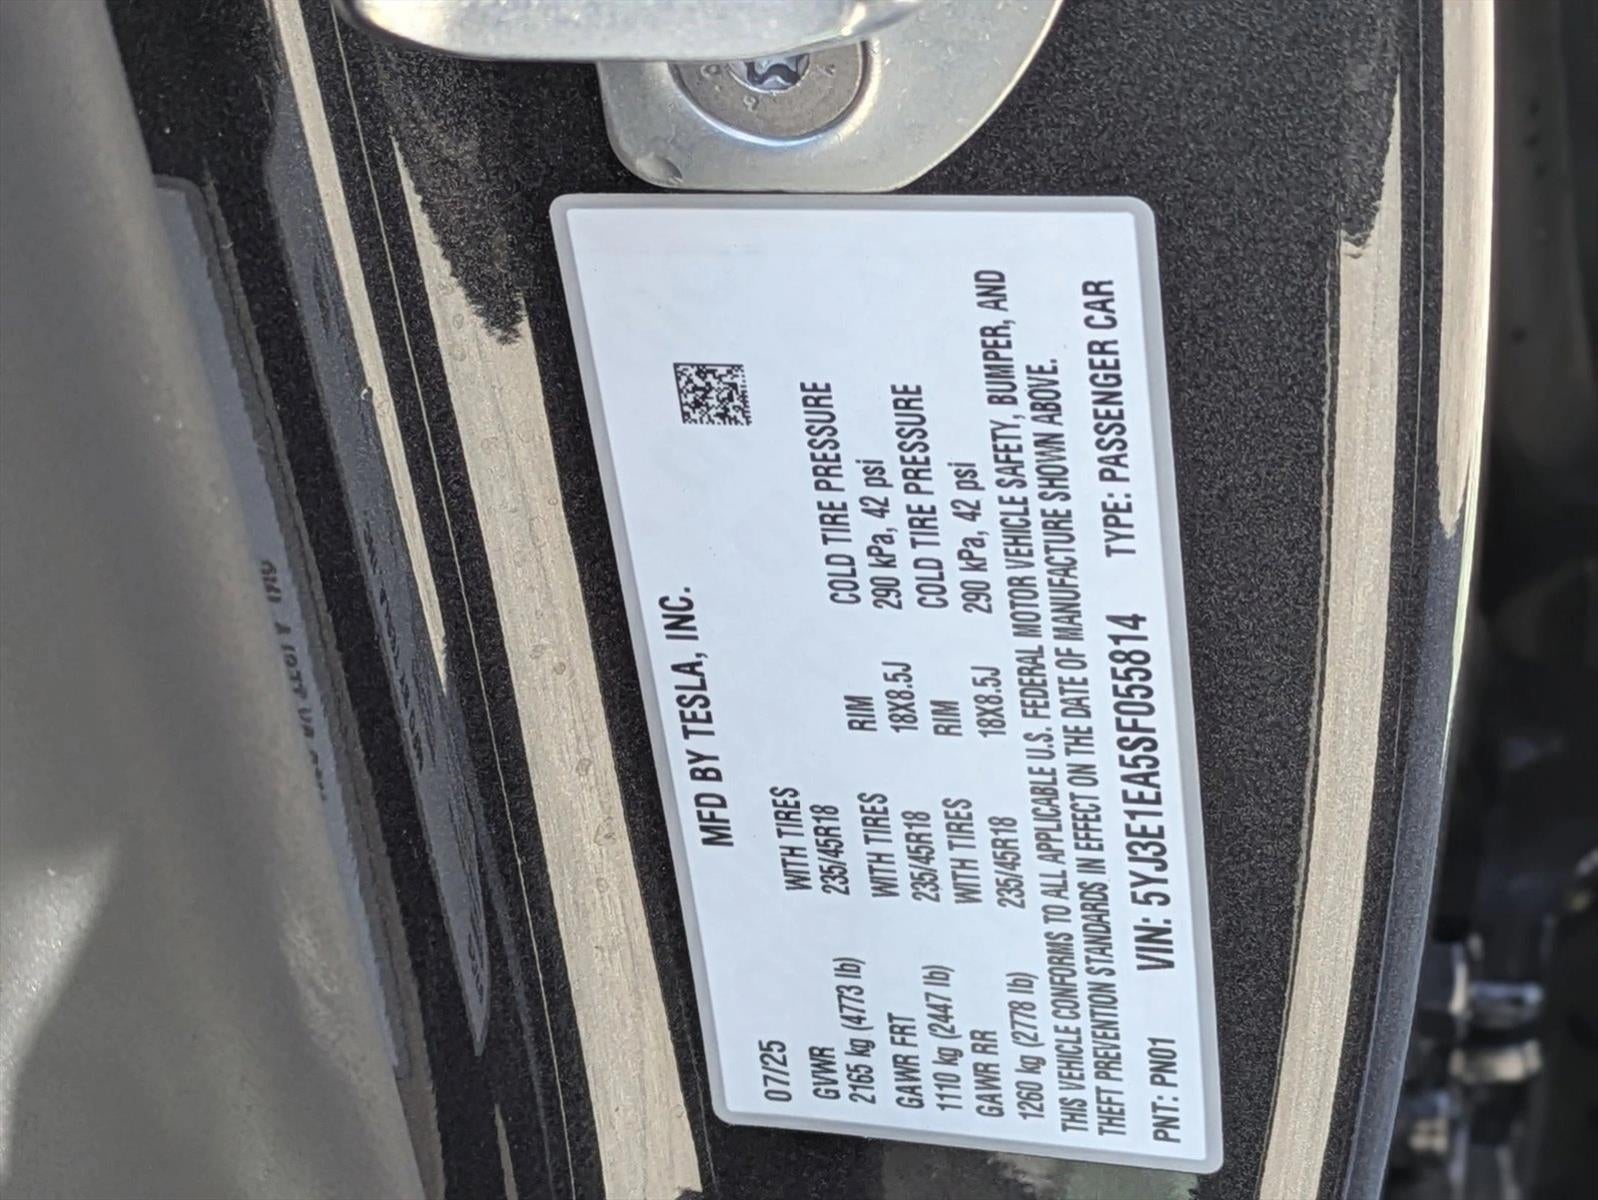 MFD BY TESLA, INC.
07/25
GVWR WITH TIRES RIM COLD TIRE PRESSURE
2165 kg (4773 lb) 235/45R18 18X8.5J 290 kPa, 42 psi
GAWR FRT WITH TIRES RIM COLD TIRE PRESSURE
1110 kg (2447 lb) 235/45R18 18X8.5J 290 kPa, 42 psi
GAWR RR WITH TIRES
1260 kg (2778 lb) 235/45R18
THIS VEHICLE CONFORMS TO ALL APPLICABLE U.S. FEDERAL MOTOR VEHICLE SAFETY, BUMPER, AND
THEFT PREVENTION STANDARDS IN EFFECT ON THE DATE OF MANUFACTURE SHOWN ABOVE.
PNT: PN01 VIN: 5YJ3E1EA5SF055814 TYPE: PASSENGER CAR